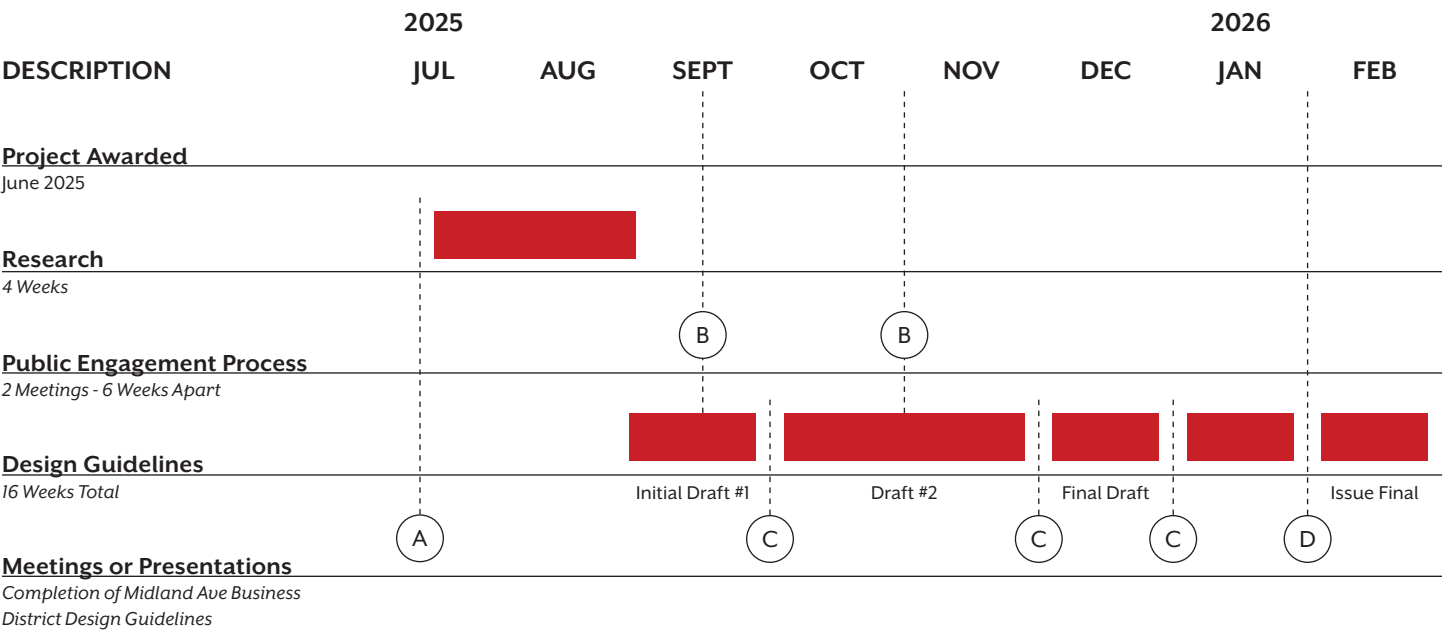 2025 2026
DESCRIPTION JUL AUG SEPT OCT NOV DEC JAN FEB
Project Awarded
June 2025
Research
4 Weeks
B B
Public Engagement Process
2 Meetings - 6 Weeks Apart
Design Guidelines
16 Weeks Total Initial Draft #1 Draft #2 Final Draft Issue Final
A C C C D
Meetings or Presentations
Completion of Midland Ave Business
District Design Guidelines